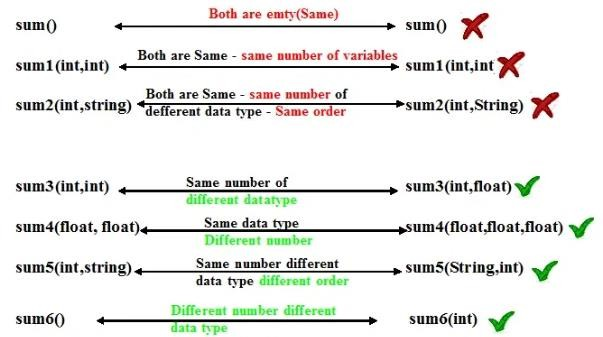 Both are emty(Same)
sum() sum()
Both are Same - same number of variables
sum1(int,int) sum1(int,int
Both are Same - same number of
sum2(int,string) sum2(int,String)
defferent data type - Same order
Same number of
sum3(int,int) sum3(int,float)
different datatype
Same data type
sum4(float, float) sum4(float,float,float)
Different number
Same number different
sum5(int,string) sum5(String,int)
data type different order
Different number different
sum6() sum6(int)
data type